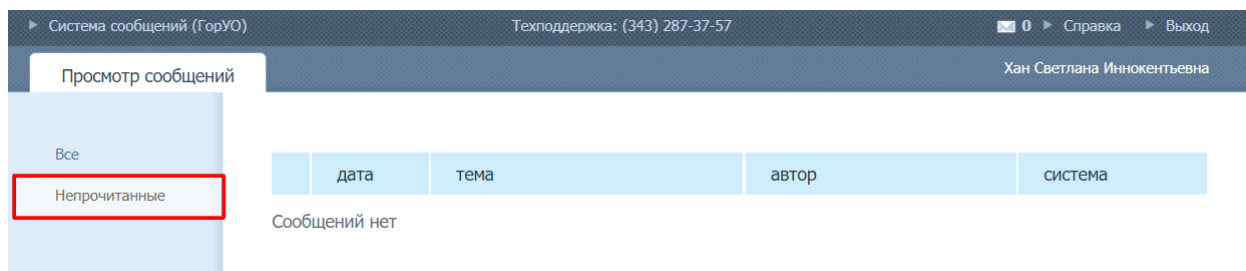 Система сообщений (ГорУО) Техподдержка: (343) 287-37-57 0 Справка Выход
Просмотр сообщений Хан Светлана Иннокентьевна
Все
дата тема автор система
Непрочитанные
Сообщений нет